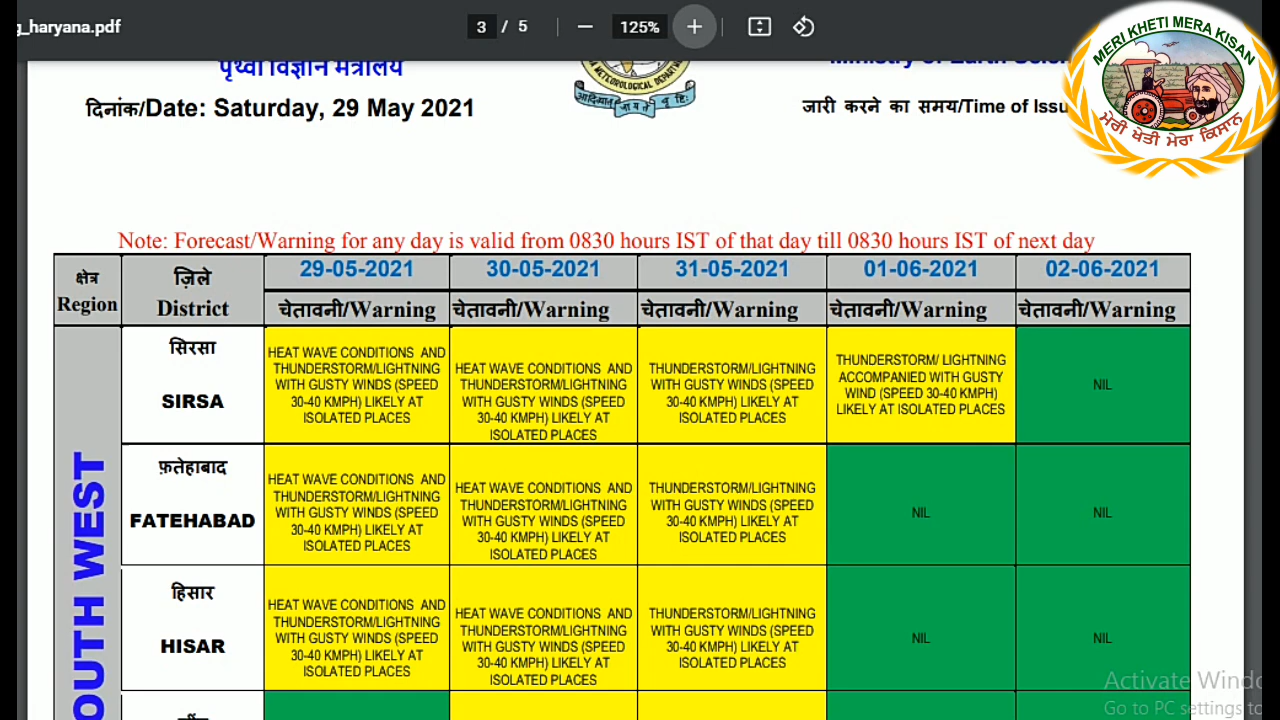 g_haryana.pdf
3 / 5
125%
MERI KHETI MERA KISAN
ਮੇਰੀ ਖੇਤੀ ਮੇਰਾ ਕਿਸਾਨ
पृथ्वी विज्ञान मंत्रालय
METEOROLOGICAL DEPARTMENT
दिनांक/Date: Saturday, 29 May 2021
जारी करने का समय/Time of Issu
Note: Forecast/Warning for any day is valid from 0830 hours IST of that day till 0830 hours IST of next day
क्षेत्र
Region
ज़िले
District
29-05-2021
30-05-2021
31-05-2021
01-06-2021
02-06-2021
चेतावनी/Warning
चेतावनी/Warning
चेतावनी/Warning
चेतावनी/Warning
चेतावनी/Warning
OUTH WEST
सिरसा
SIRSA
HEAT WAVE CONDITIONS AND
THUNDERSTORM/LIGHTNING
WITH GUSTY WINDS (SPEED
30-40 KMPH) LIKELY AT
ISOLATED PLACES
HEAT WAVE CONDITIONS AND
THUNDERSTORM/LIGHTNING
WITH GUSTY WINDS (SPEED
30-40 KMPH) LIKELY AT
ISOLATED PLACES
THUNDERSTORM/LIGHTNING
WITH GUSTY WINDS (SPEED
30-40 KMPH) LIKELY AT
ISOLATED PLACES
THUNDERSTORM/ LIGHTNING
ACCOMPANIED WITH GUSTY
WIND (SPEED 30-40 KMPH)
LIKELY AT ISOLATED PLACES
NIL
फ़तेहाबाद
FATEHABAD
HEAT WAVE CONDITIONS AND
THUNDERSTORM/LIGHTNING
WITH GUSTY WINDS (SPEED
30-40 KMPH) LIKELY AT
ISOLATED PLACES
HEAT WAVE CONDITIONS AND
THUNDERSTORM/LIGHTNING
WITH GUSTY WINDS (SPEED
30-40 KMPH) LIKELY AT
ISOLATED PLACES
THUNDERSTORM/LIGHTNING
WITH GUSTY WINDS (SPEED
30-40 KMPH) LIKELY AT
ISOLATED PLACES
NIL
NIL
हिसार
HISAR
HEAT WAVE CONDITIONS AND
THUNDERSTORM/LIGHTNING
WITH GUSTY WINDS (SPEED
30-40 KMPH) LIKELY AT
ISOLATED PLACES
HEAT WAVE CONDITIONS AND
THUNDERSTORM/LIGHTNING
WITH GUSTY WINDS (SPEED
30-40 KMPH) LIKELY AT
ISOLATED PLACES
THUNDERSTORM/LIGHTNING
WITH GUSTY WINDS (SPEED
30-40 KMPH) LIKELY AT
ISOLATED PLACES
NIL
NIL
Activate Windo
Go to PC settings to